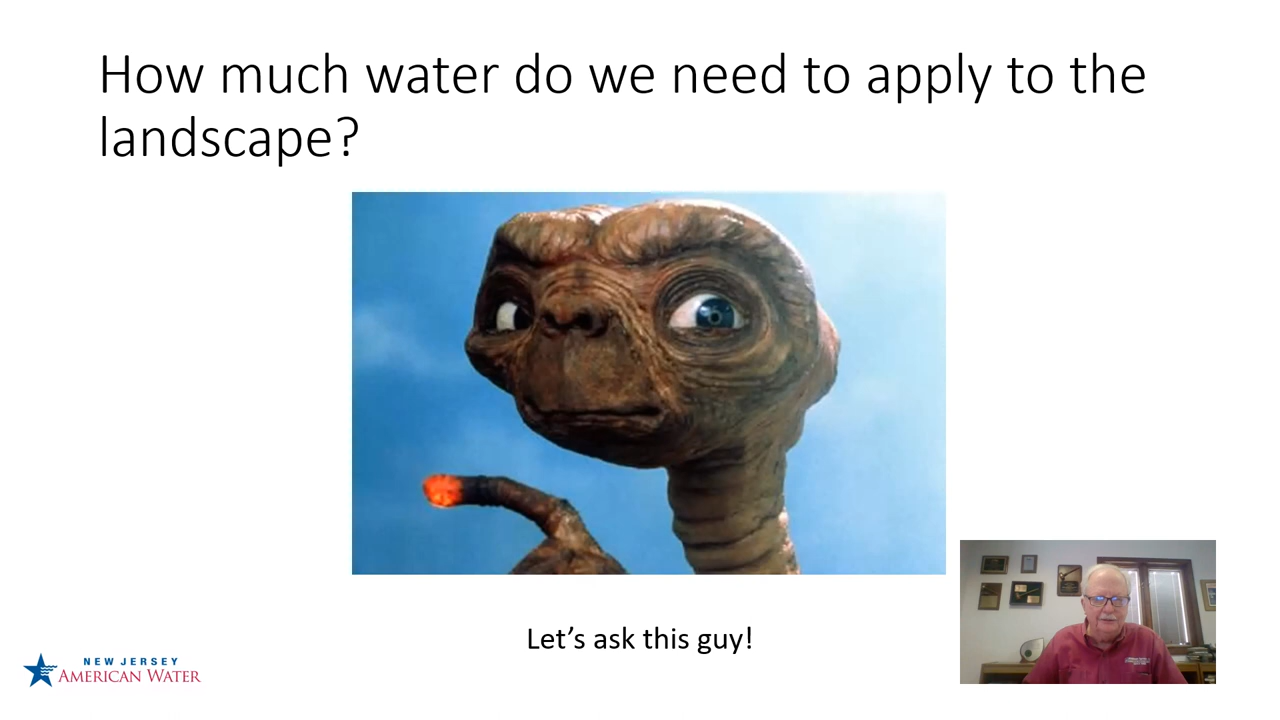 How much water do we need to apply to the
landscape?
Let's ask this guy!
NEW JERSEY
AMERICAN WATER